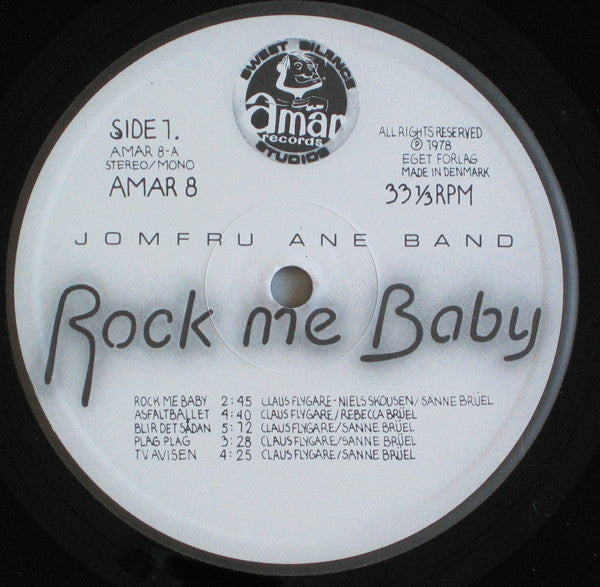 SWEET SILENCE
amar
records
STUDIOS
SIDE 1.
AMAR 8-A
STEREO/MONO
AMAR 8
ALL RIGHTS RESERVED
℗ 1978
EGET FORLAG
MADE IN DENMARK
33 1/3 RPM
JOMFRU ANE BAND
Rock me Baby
ROCK ME BABY 2:45 CLAUS FLYGARE - NIELS SKOUSEN / SANNE BRÜEL
ASFALTBALLET 4:40 CLAUS FLYGARE / REBECCA BRÜEL
BLIR DET SÅDAN 5:12 CLAUS FLYGARE / SANNE BRÜEL
PLAG PLAG 3:28 CLAUS FLYGARE / SANNE BRÜEL
TV AVISEN 4:25 CLAUS FLYGARE / SANNE BRÜEL